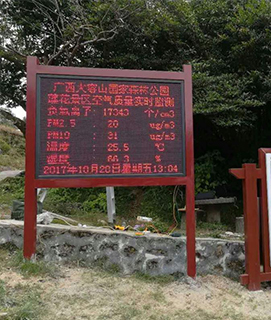 广西大容山国家森林公园
莲花景区空气质量实时监测
负氧离子: 17040 个/cm3
PM2.5 : 20 ug/m3
PM10 : 31 ug/m3
温度 : 25.5 ℃
湿度 : 66.3 %
2017年10月20日星期五13:04